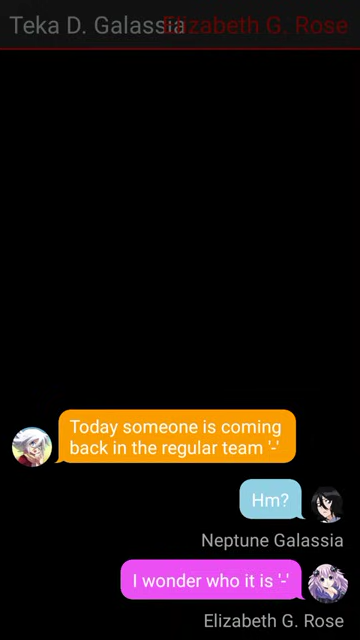 Teka D. Galassia Elizabeth G. Rose
Today someone is coming
back in the regular team '-'
Hm?
Neptune Galassia
I wonder who it is '-'
Elizabeth G. Rose